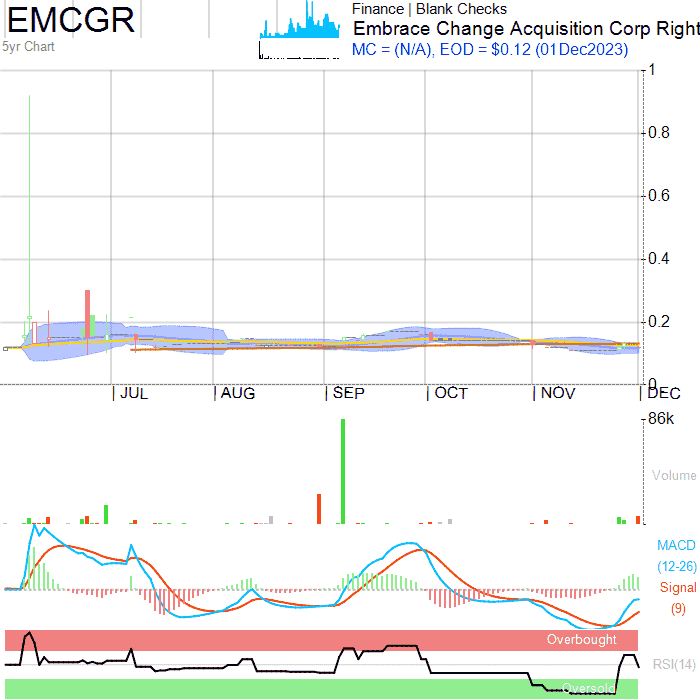 EMCGR
5yr Chart
Finance | Blank Checks
Embrace Change Acquisition Corp Right
MC = (N/A), EOD = $0.12 (01Dec2023)
1
0.8
0.6
0.4
0.2
0
JUL AUG SEP OCT NOV DEC
86k
Volume
MACD
(12-26)
Signal
(9)
Overbought
RSI(14)
Oversold